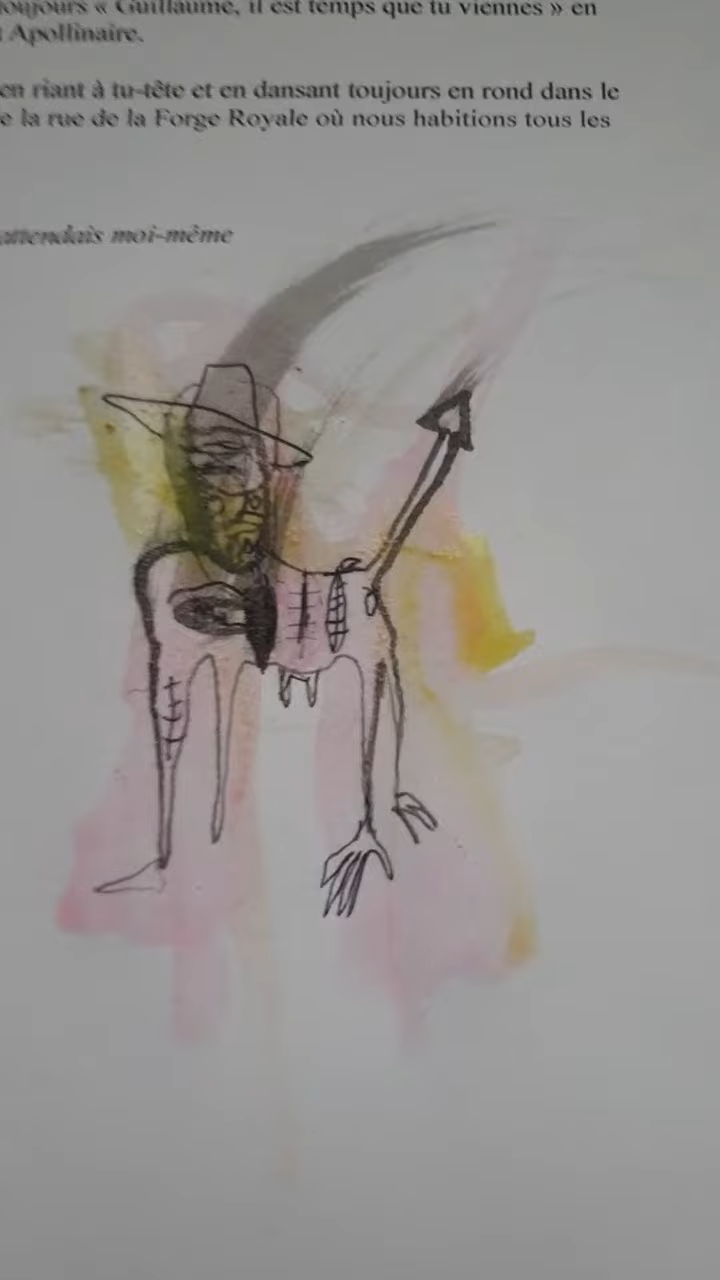 toujours « Guillaume, il est temps que tu viennes » en
Apollinaire.
en riant à tu-tête et en dansant toujours en rond dans le
e la rue de la Forge Royale où nous habitions tous les
attendais moi-même